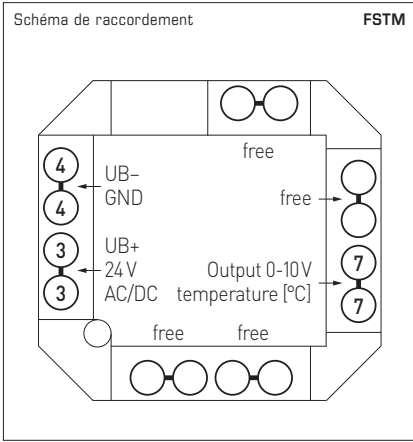 Schéma de raccordement FSTM
free
4
4
UB–
GND
free
3
3
UB+
24 V
AC/DC
Output 0-10 V
temperature [°C]
7
7
free free